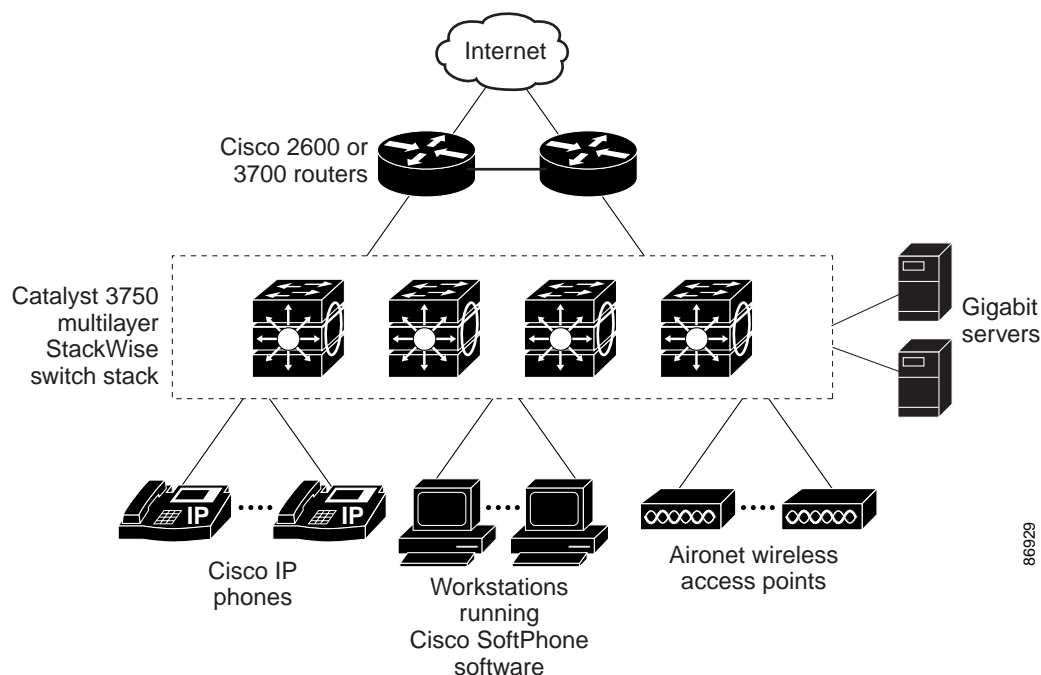 Internet
Cisco 2600 or
3700 routers
Catalyst 3750
multilayer
StackWise
switch stack
Gigabit
servers
IP
IP
Cisco IP
phones
Workstations
running
Cisco SoftPhone
software
Aironet wireless
access points
86929